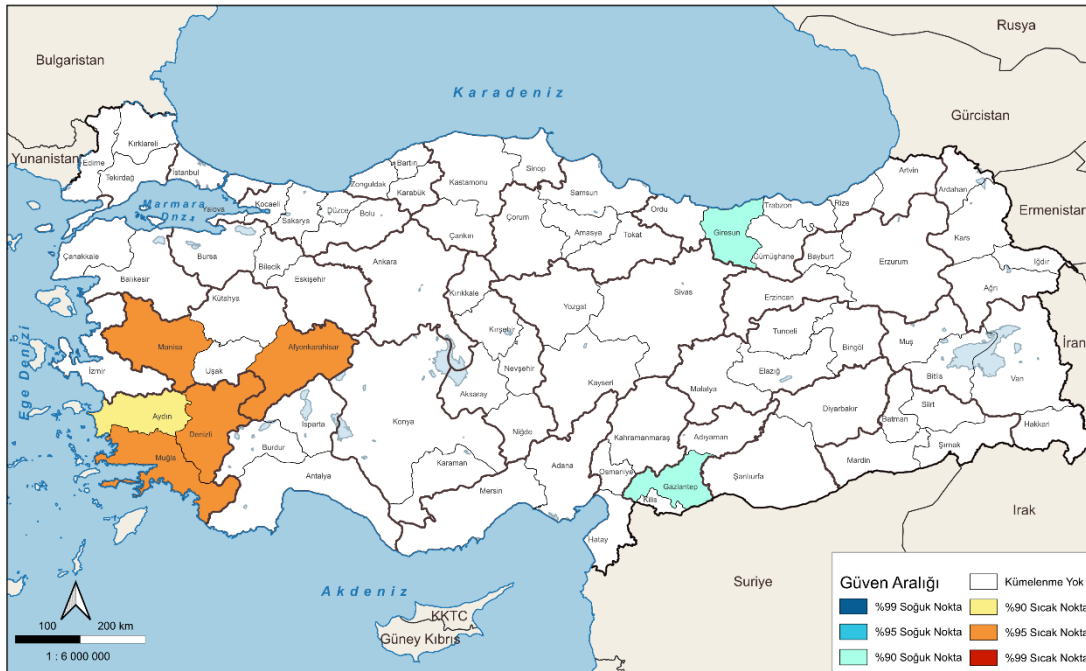 Rusya
Bulgaristan
Karadeniz
Gürcistan
Kırklareli
Yunanistan
Edirne
Tekirdağ
İstanbul
Marmara
Dnz.
Yalova
Kocaeli
Sakarya
Düzce
Bolu
Zonguldak
Bartın
Karabük
Kastamonu
Sinop
Samsun
Ordu
Giresun
Trabzon
Rize
Artvin
Ardahan
Ermenistan
Kars
Iğdır
Çanakkale
Balıkesir
Bursa
Bilecik
Eskişehir
Ankara
Çankırı
Çorum
Amasya
Tokat
Gümüşhane
Bayburt
Erzurum
Ağrı
Kütahya
Kırıkkale
Yozgat
Sivas
Erzincan
Tunceli
Bingöl
Muş
İran
Ege Denizi
Manisa
Uşak
Afyonkarahisar
Kırşehir
Nevşehir
Kayseri
Malatya
Elazığ
Bitlis
Van
İzmir
Aydın
Denizli
Isparta
Konya
Aksaray
Niğde
Kahramanmaraş
Adıyaman
Diyarbakır
Batman
Siirt
Şırnak
Hakkari
Muğla
Burdur
Antalya
Karaman
Mersin
Adana
Osmaniye
Gaziantep
Kilis
Şanlıurfa
Mardin
Hatay
Irak
Suriye
Akdeniz
KKTC
Güney Kıbrıs
100
200 km
1 : 6 000 000
Güven Aralığı
%99 Soğuk Nokta
%95 Soğuk Nokta
%90 Soğuk Nokta
Kümelenme Yok
%90 Sıcak Nokta
%95 Sıcak Nokta
%99 Sıcak Nokta